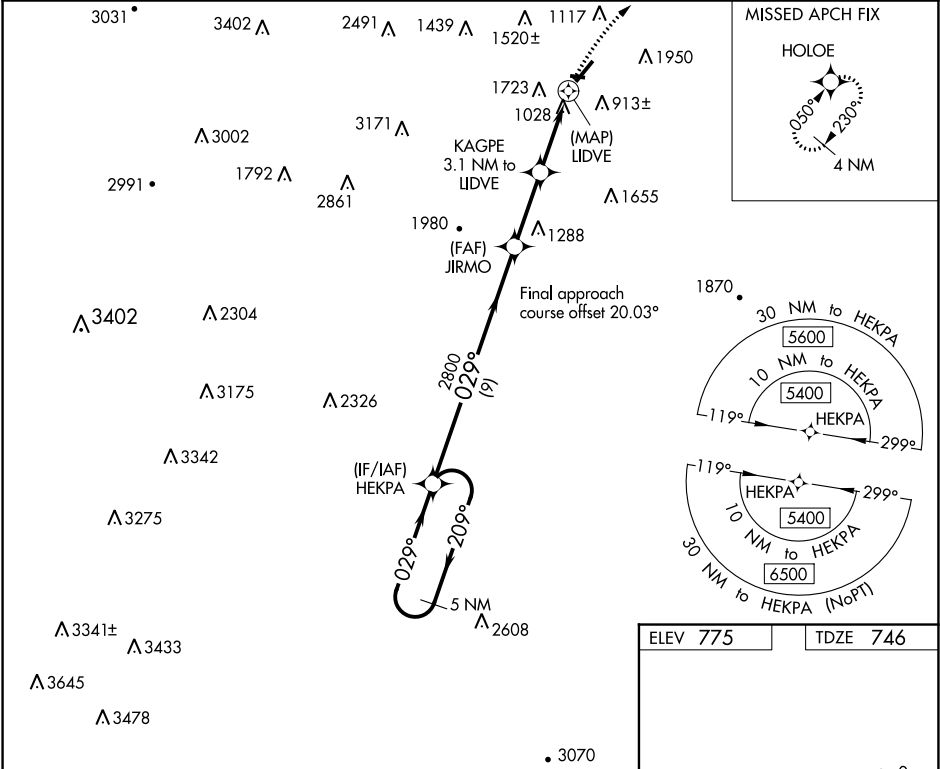 3031
3402
2491
1439
1520±
1117
1950
MISSED APCH FIX
HOLOE
050°
230°
4 NM
1723
1028
913±
(MAP)
LIDVE
3002
3171
KAGPE
3.1 NM to
LIDVE
2991
1792
2861
1655
1980
1288
(FAF)
JIRMO
Final approach
course offset 20.03°
1870
3402
2304
2800
029°
(9)
3175
2326
3342
(IF/IAF)
HEKPA
3275
029°
209°
5 NM
2608
3341±
3433
3645
3478
3070
30 NM to HEKPA
5600
10 NM to HEKPA
5400
119°
HEKPA
299°
119°
HEKPA
299°
5400
10 NM to HEKPA
6500
30 NM to HEKPA (NoPT)
ELEV 775
TDZE 746